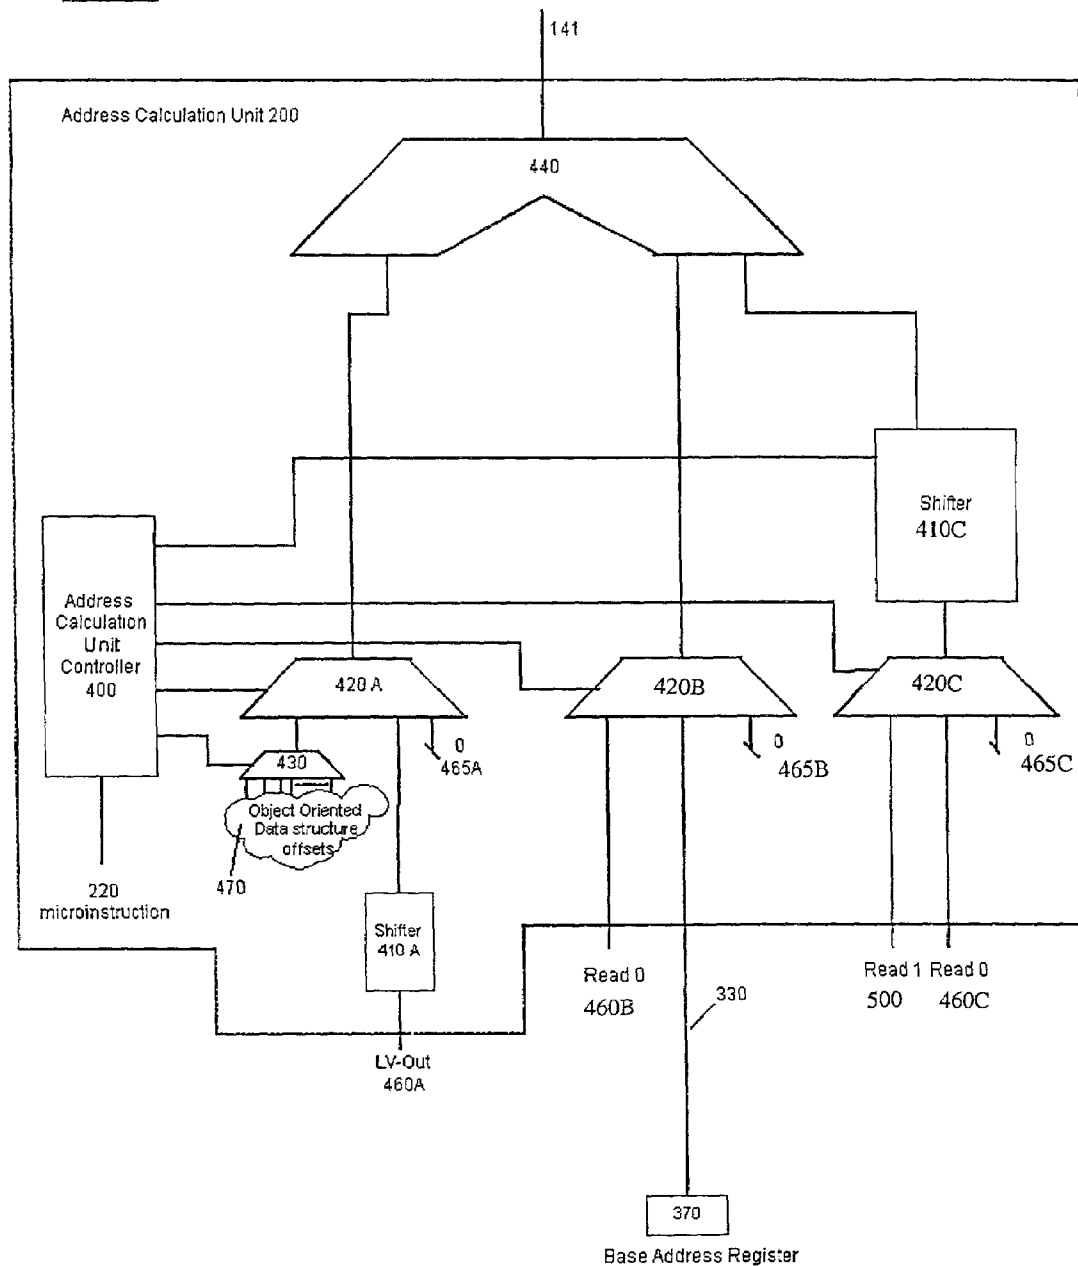 141
Address Calculation Unit 200
440
Shifter
410C
Address
Calculation
Unit
Controller
400
420A
420B
420C
0
465A
0
465B
0
465C
430
Object Oriented
Data structure
offsets
470
220
microinstruction
Shifter
410 A
Read 0
460B
330
Read 1
500
Read 0
460C
LV-Out
460A
370
Base Address Register